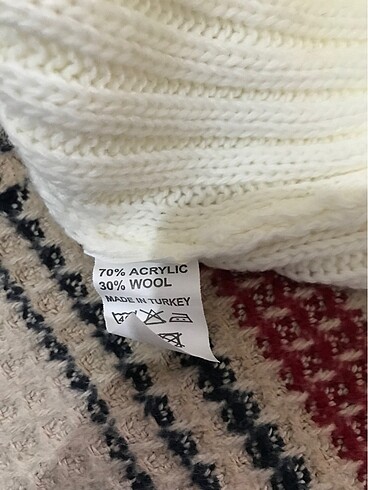 70% ACRYLIC
30% WOOL
MADE IN TURKEY